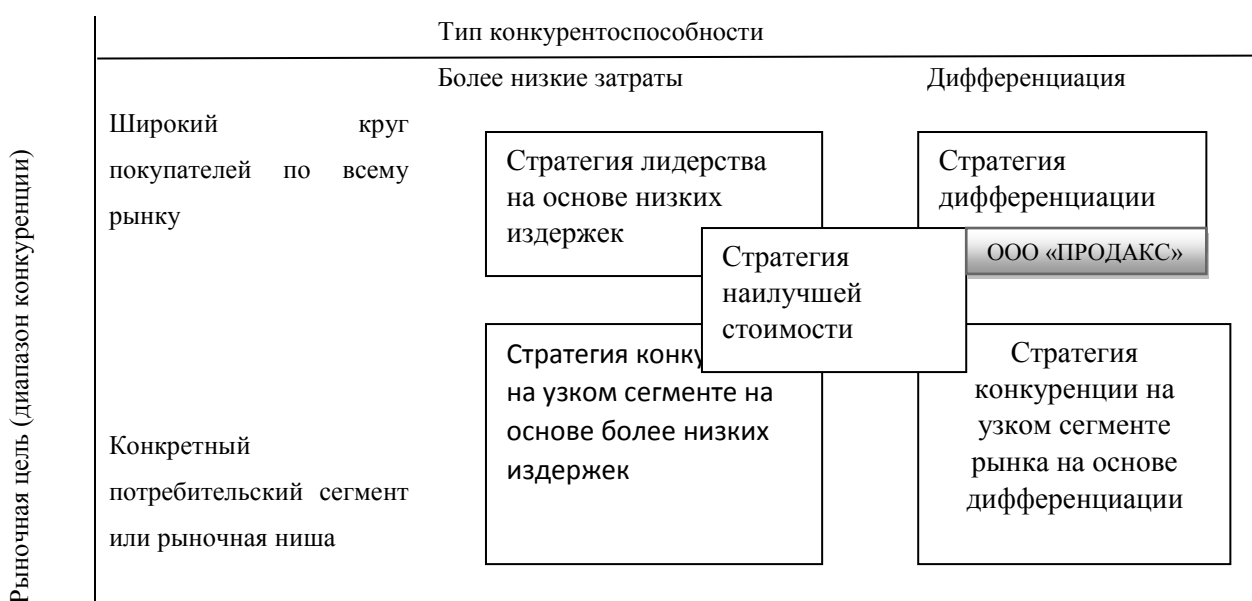 Тип конкурентоспособности
Более низкие затраты
Дифференциация
Рыночная цель (диапазон конкуренции)
Широкий круг
покупателей по всему
рынку
Стратегия лидерства
на основе низких
издержек
Стратегия
дифференциации
ООО «ПРОДАКС»
Стратегия
наилучшей
стоимости
Конкретный
потребительский сегмент
или рыночная ниша
Стратегия
на узком сегменте на
основе более низких
издержек
Стратегия
конкуренции на
узком сегменте
рынка на основе
дифференциации